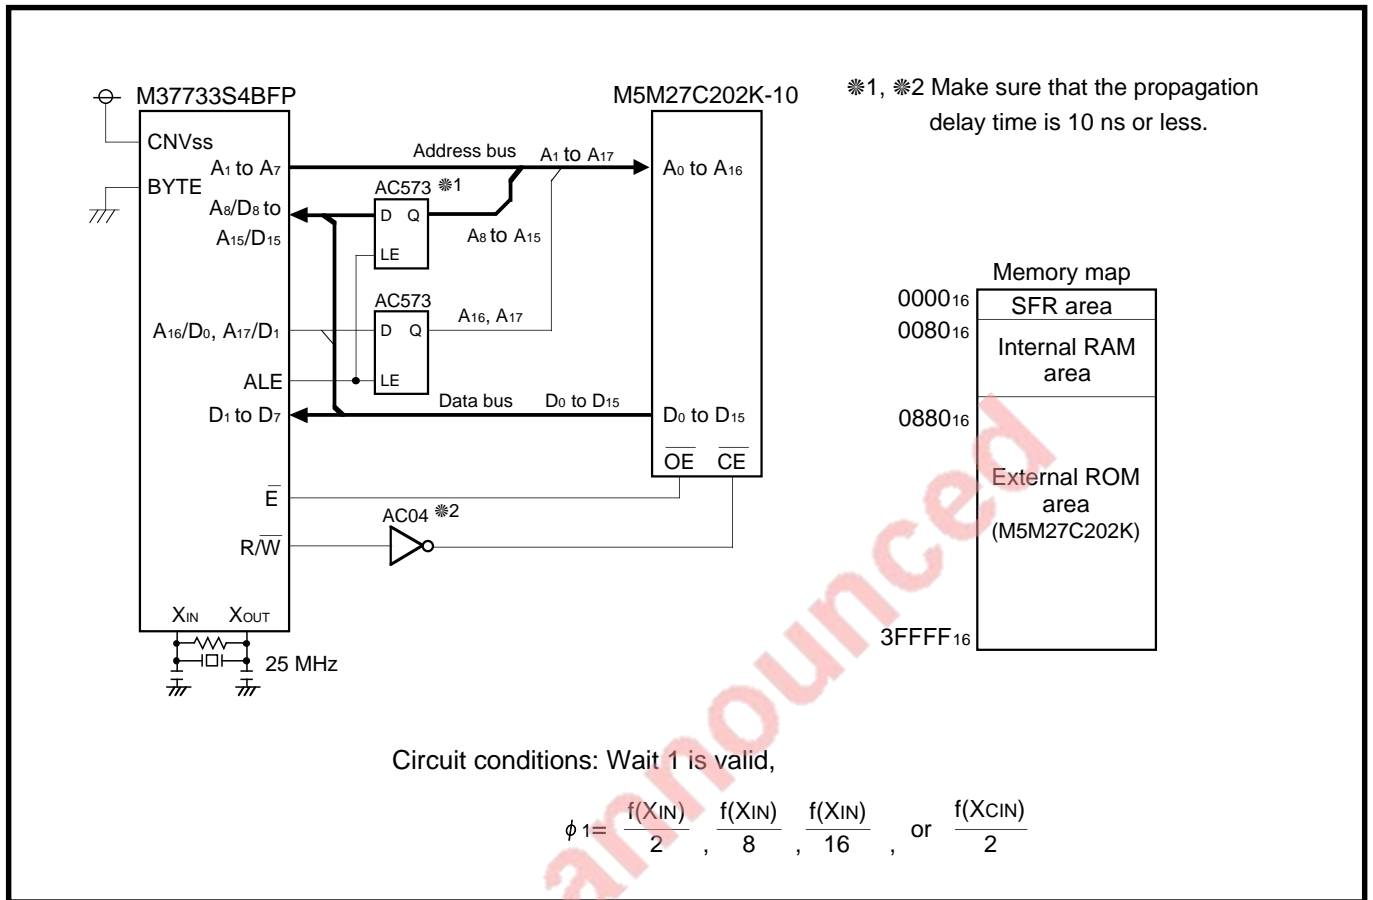 M37733S4BFP
CNVss
BYTE
A1 to A7
A8/D8 to
A15/D15
A16/D0, A17/D1
ALE
D1 to D7
E
R/W
XIN XOUT
25 MHz
Address bus
A1 to A17
AC573 ※1
D Q
LE
A8 to A15
AC573
D Q
LE
A16, A17
Data bus D0 to D15
AC04 ※2
M5M27C202K-10
A0 to A16
D0 to D15
OE CE
※1, ※2 Make sure that the propagation
delay time is 10 ns or less.
Memory map
000016
SFR area
008016
Internal RAM
area
088016
External ROM
area
(M5M27C202K)
3FFFF16
Circuit conditions: Wait 1 is valid,
ϕ 1= f(XIN)/2 , f(XIN)/8 , f(XIN)/16 , or f(XCIN)/2
announced